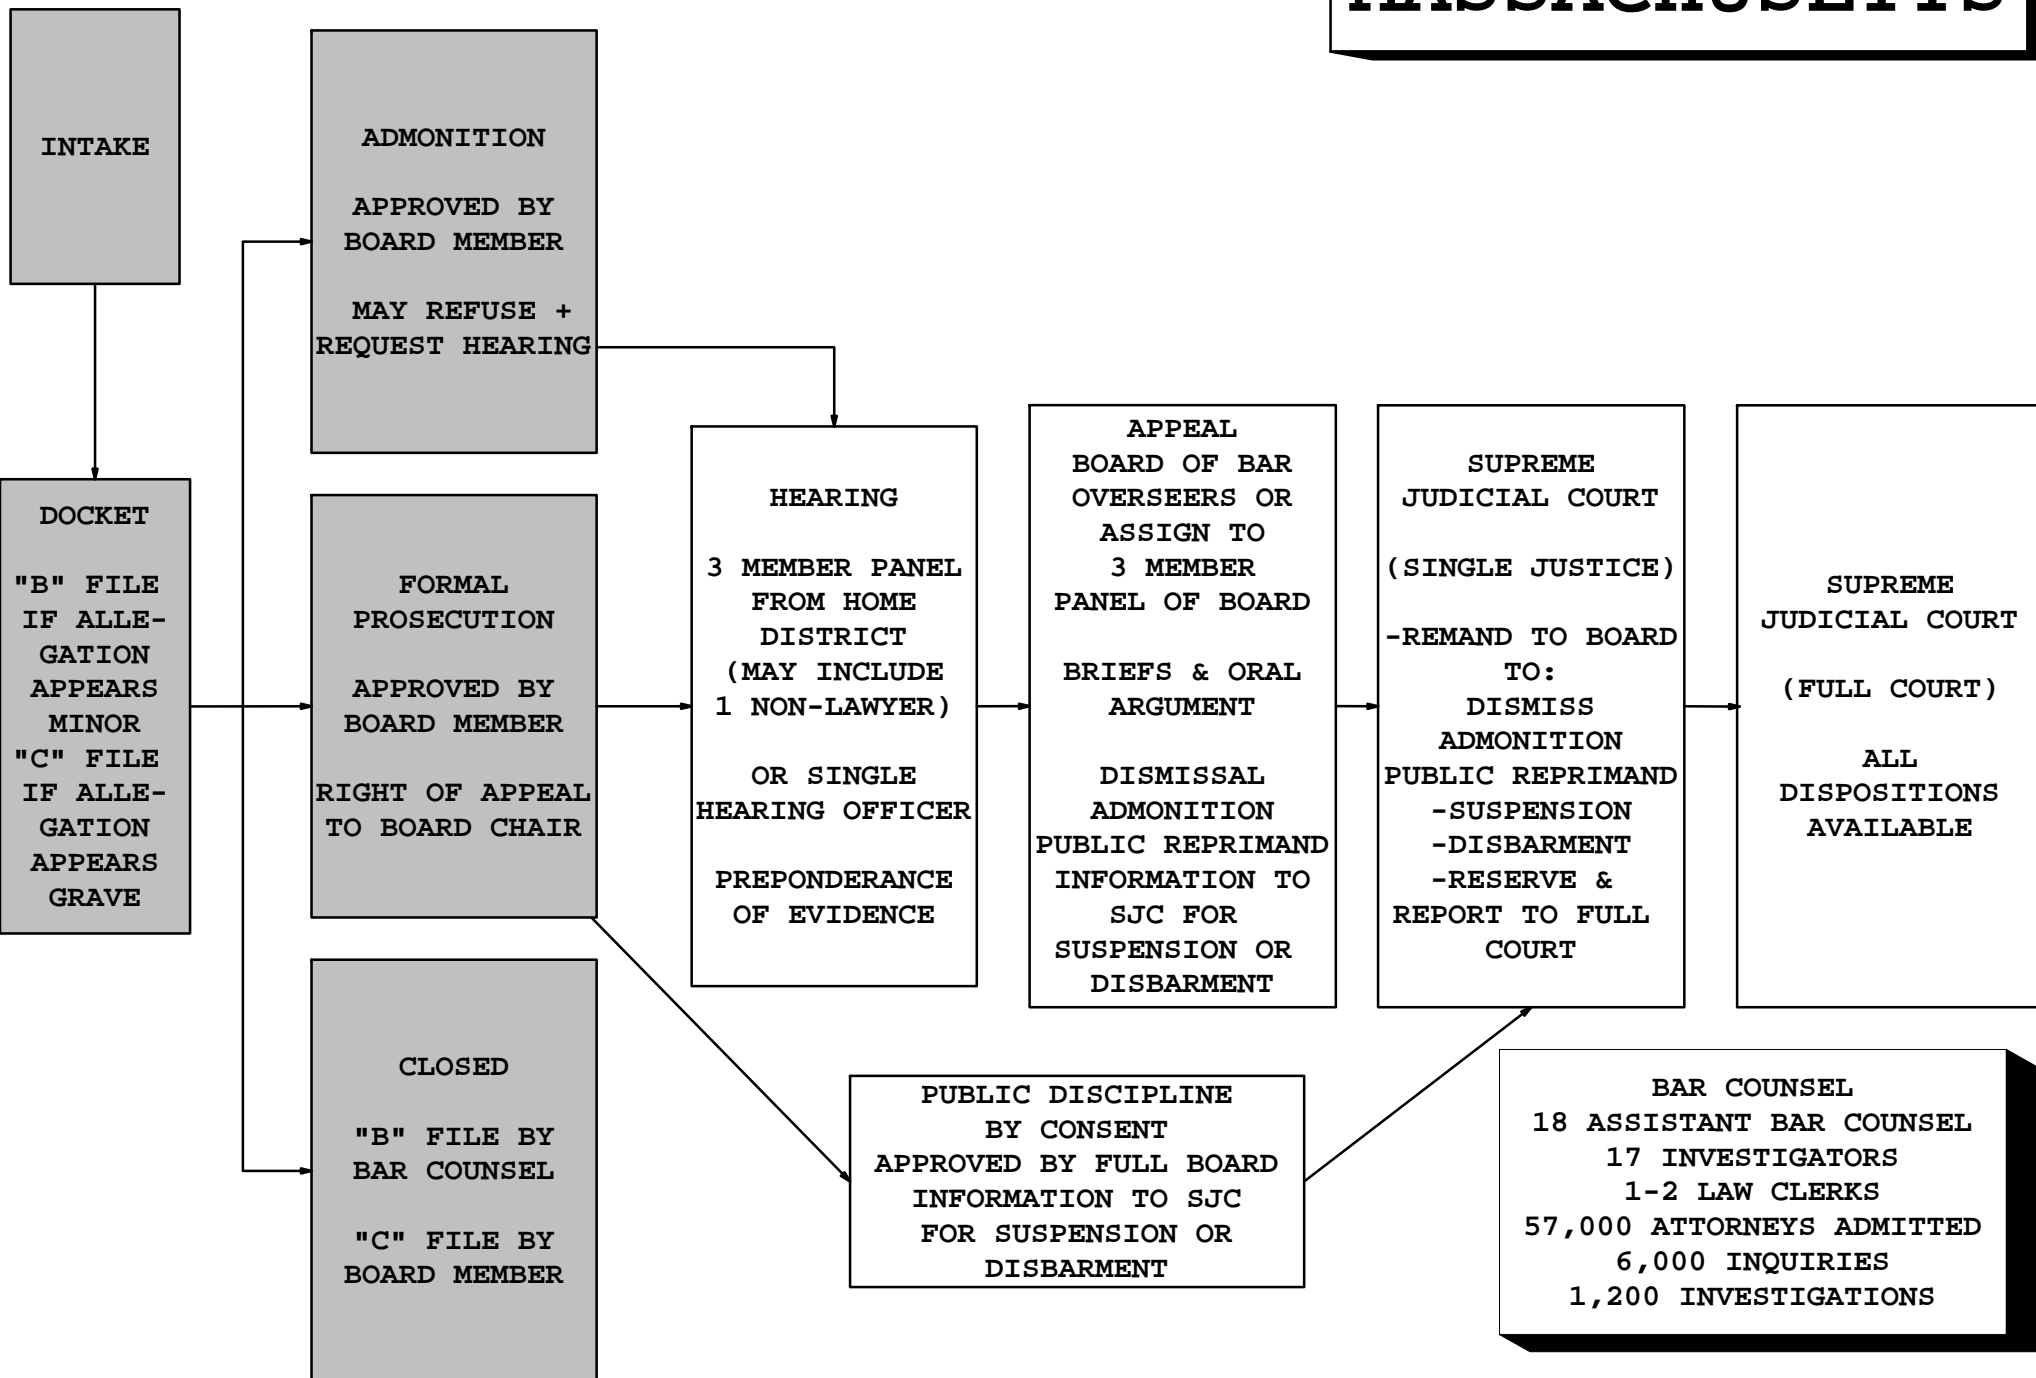 MASSACHUSETTS
INTAKE
DOCKET
"B" FILE
IF ALLE-
GATION
APPEARS
MINOR
"C" FILE
IF ALLE-
GATION
APPEARS
GRAVE
ADMONITION
APPROVED BY
BOARD MEMBER
MAY REFUSE +
REQUEST HEARING
FORMAL
PROSECUTION
APPROVED BY
BOARD MEMBER
RIGHT OF APPEAL
TO BOARD CHAIR
CLOSED
"B" FILE BY
BAR COUNSEL
"C" FILE BY
BOARD MEMBER
HEARING
3 MEMBER PANEL
FROM HOME
DISTRICT
(MAY INCLUDE
1 NON-LAWYER)
OR SINGLE
HEARING OFFICER
PREPONDERANCE
OF EVIDENCE
APPEAL
BOARD OF BAR
OVERSEERS OR
ASSIGN TO
3 MEMBER
PANEL OF BOARD
BRIEFS & ORAL
ARGUMENT
DISMISSAL
ADMONITION
PUBLIC REPRIMAND
INFORMATION TO
SJC FOR
SUSPENSION OR
DISBARMENT
SUPREME
JUDICIAL COURT
(SINGLE JUSTICE)
-REMAND TO BOARD
TO:
DISMISS
ADMONITION
PUBLIC REPRIMAND
-SUSPENSION
-DISBARMENT
-RESERVE &
REPORT TO FULL
COURT
SUPREME
JUDICIAL COURT
(FULL COURT)
ALL
DISPOSITIONS
AVAILABLE
PUBLIC DISCIPLINE
BY CONSENT
APPROVED BY FULL BOARD
INFORMATION TO SJC
FOR SUSPENSION OR
DISBARMENT
BAR COUNSEL
18 ASSISTANT BAR COUNSEL
17 INVESTIGATORS
1-2 LAW CLERKS
57,000 ATTORNEYS ADMITTED
6,000 INQUIRIES
1,200 INVESTIGATIONS